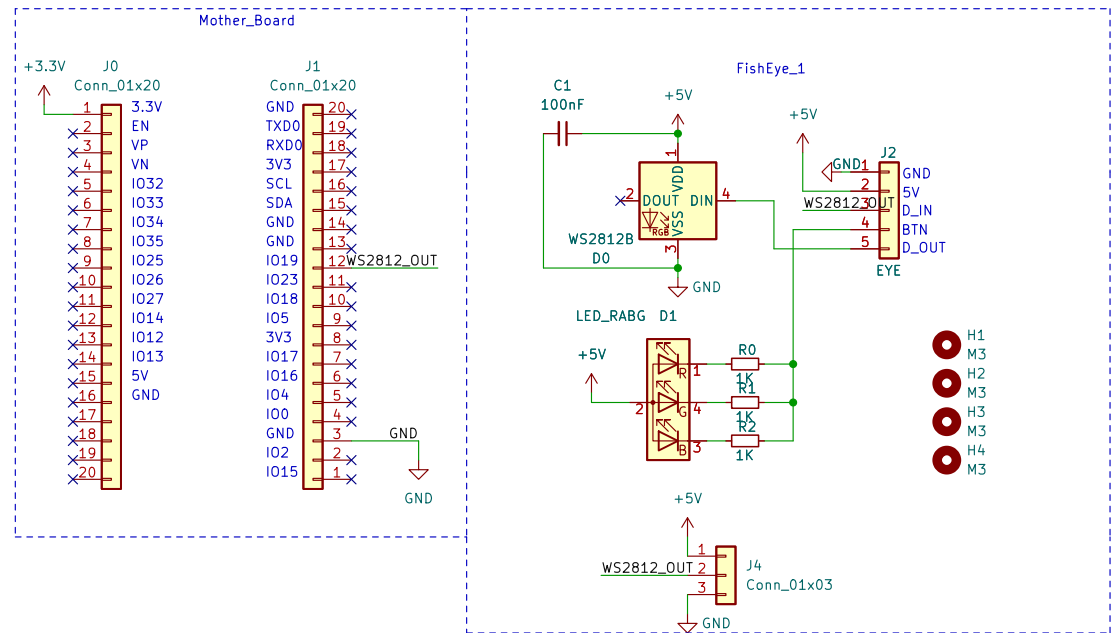 Mother_Board
+3.3V
J0
Conn_01x20
1 3.3V
2 EN
3 VP
4 VN
5 IO32
6 IO33
7 IO34
8 IO35
9 IO25
10 IO26
11 IO27
12 IO14
13 IO12
14 IO13
15 5V
16 GND
17
18
19
20
J1
Conn_01x20
GND 20
TXD0 19
RXD0 18
3V3 17
SCL 16
SDA 15
GND 14
GND 13
IO19 12 WS2812_OUT
IO23 11
IO18 10
IO5 9
3V3 8
IO17 7
IO16 6
IO4 5
IO0 4
GND 3 GND
IO2 2
IO15 1
GND
FishEye_1
C1
100nF
+5V
1
VDD
2 DOUT DIN 4
RGB
VSS
3
WS2812B
D0
GND
+5V
J2
GND 1 GND
2 5V
WS2812_OUT 3 D_IN
4 BTN
5 D_OUT
EYE
LED_RABG D1
+5V
2
R 1
G 4
B 3
R0
1K
R1
1K
R2
1K
H1
M3
H2
M3
H3
M3
H4
M3
+5V
1
WS2812_OUT 2
3
J4
Conn_01x03
GND